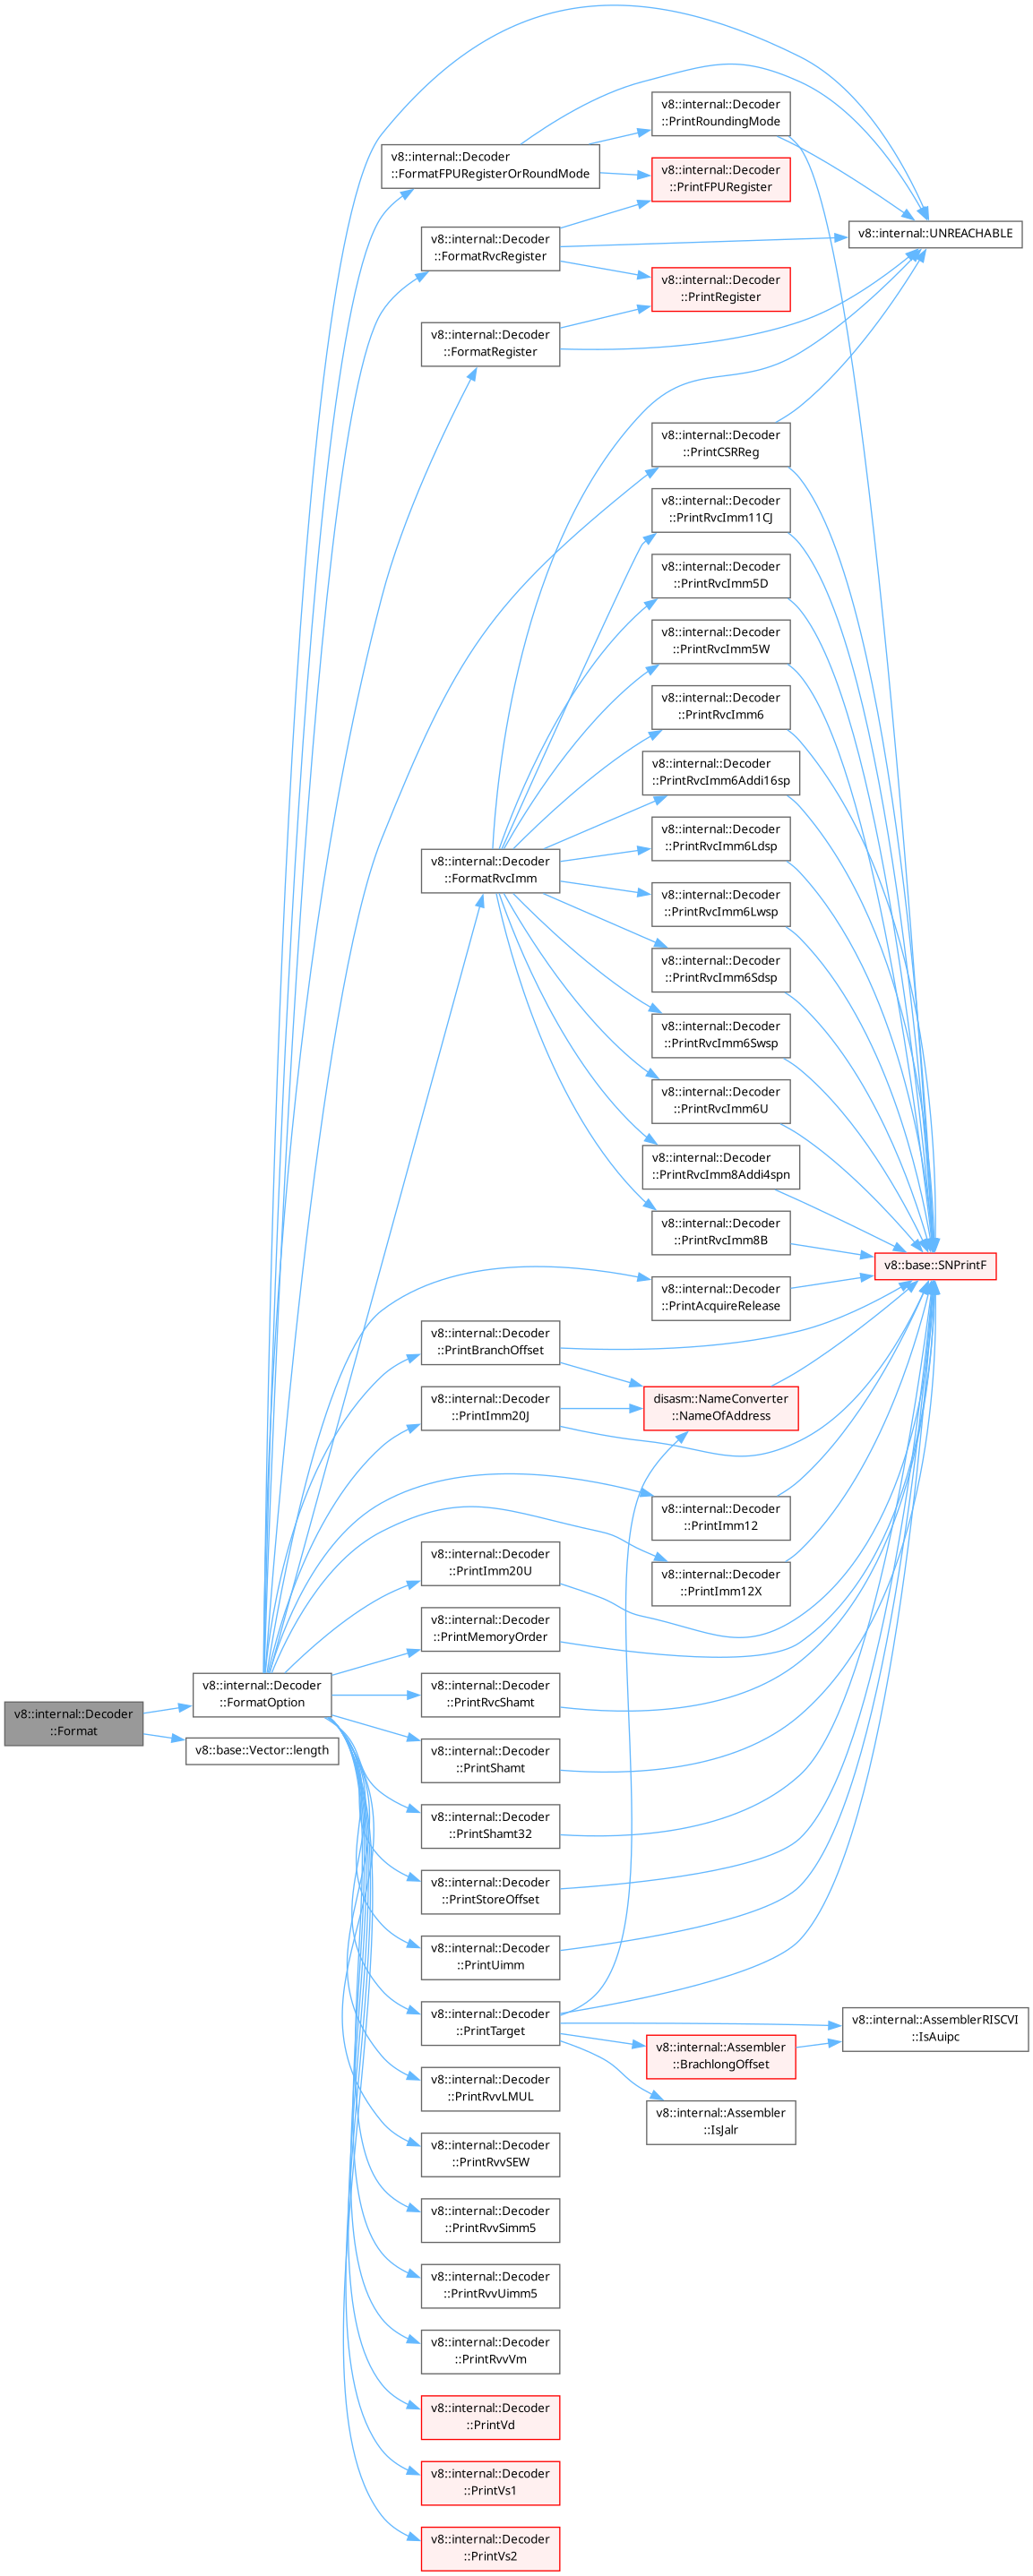 v8::internal::Decoder
::PrintRoundingMode
v8::internal::Decoder
::FormatFPURegisterOrRoundMode
v8::internal::Decoder
::PrintFPURegister
v8::internal::UNREACHABLE
v8::internal::Decoder
::FormatRvcRegister
v8::internal::Decoder
::PrintRegister
v8::internal::Decoder
::FormatRegister
v8::internal::Decoder
::PrintCSRReg
v8::internal::Decoder
::PrintRvcImm11CJ
v8::internal::Decoder
::PrintRvcImm5D
v8::internal::Decoder
::PrintRvcImm5W
v8::internal::Decoder
::PrintRvcImm6
v8::internal::Decoder
::PrintRvcImm6Addi16sp
v8::internal::Decoder
::PrintRvcImm6Ldsp
v8::internal::Decoder
::FormatRvcImm
v8::internal::Decoder
::PrintRvcImm6Lwsp
v8::internal::Decoder
::PrintRvcImm6Sdsp
v8::internal::Decoder
::PrintRvcImm6Swsp
v8::internal::Decoder
::PrintRvcImm6U
v8::internal::Decoder
::PrintRvcImm8Addi4spn
v8::internal::Decoder
::PrintRvcImm8B
v8::base::SNPrintF
v8::internal::Decoder
::PrintAcquireRelease
v8::internal::Decoder
::PrintBranchOffset
v8::internal::Decoder
::PrintImm20J
disasm::NameConverter
::NameOfAddress
v8::internal::Decoder
::PrintImm12
v8::internal::Decoder
::PrintImm20U
v8::internal::Decoder
::PrintImm12X
v8::internal::Decoder
::PrintMemoryOrder
v8::internal::Decoder
::FormatOption
v8::internal::Decoder
::PrintRvcShamt
v8::internal::Decoder
::Format
v8::base::Vector::length
v8::internal::Decoder
::PrintShamt
v8::internal::Decoder
::PrintShamt32
v8::internal::Decoder
::PrintStoreOffset
v8::internal::Decoder
::PrintUimm
v8::internal::Decoder
::PrintTarget
v8::internal::AssemblerRISCVI
::IsAuipc
v8::internal::Assembler
::BrachlongOffset
v8::internal::Decoder
::PrintRvvLMUL
v8::internal::Assembler
::IsJalr
v8::internal::Decoder
::PrintRvvSEW
v8::internal::Decoder
::PrintRvvSimm5
v8::internal::Decoder
::PrintRvvUimm5
v8::internal::Decoder
::PrintRvvVm
v8::internal::Decoder
::PrintVd
v8::internal::Decoder
::PrintVs1
v8::internal::Decoder
::PrintVs2